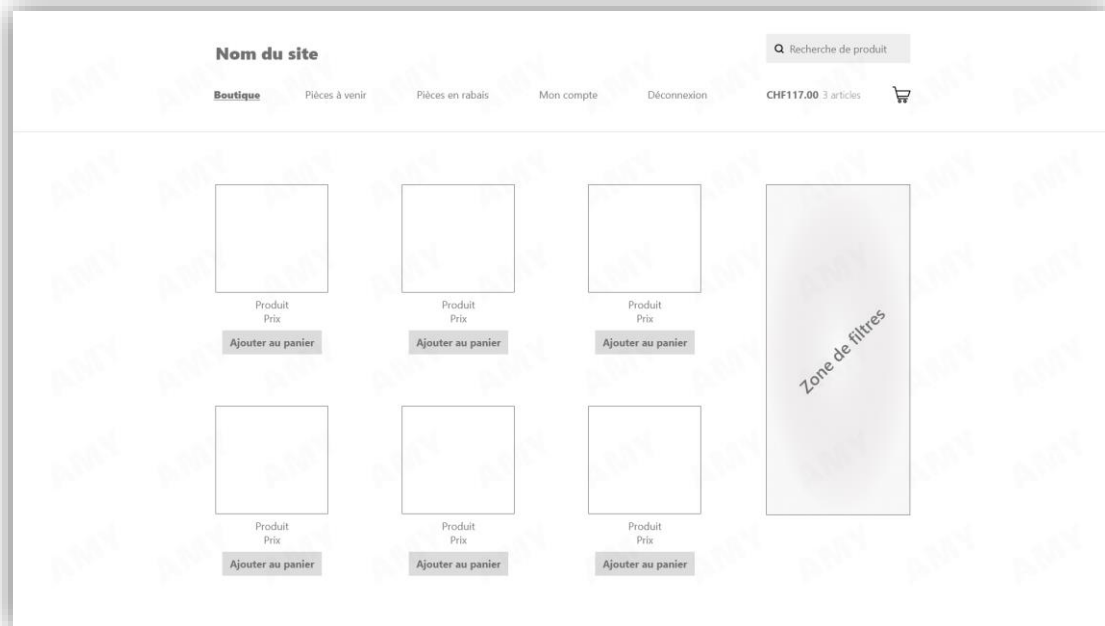 Nom du site
Recherche de produit
Boutique Pièces à venir Pièces en rabais Mon compte Déconnexion CHF117.00 3 articles
Produit Produit Produit
Prix Prix Prix
Ajouter au panier Ajouter au panier Ajouter au panier
Zone de filtres
Produit Produit Produit
Prix Prix Prix
Ajouter au panier Ajouter au panier Ajouter au panier